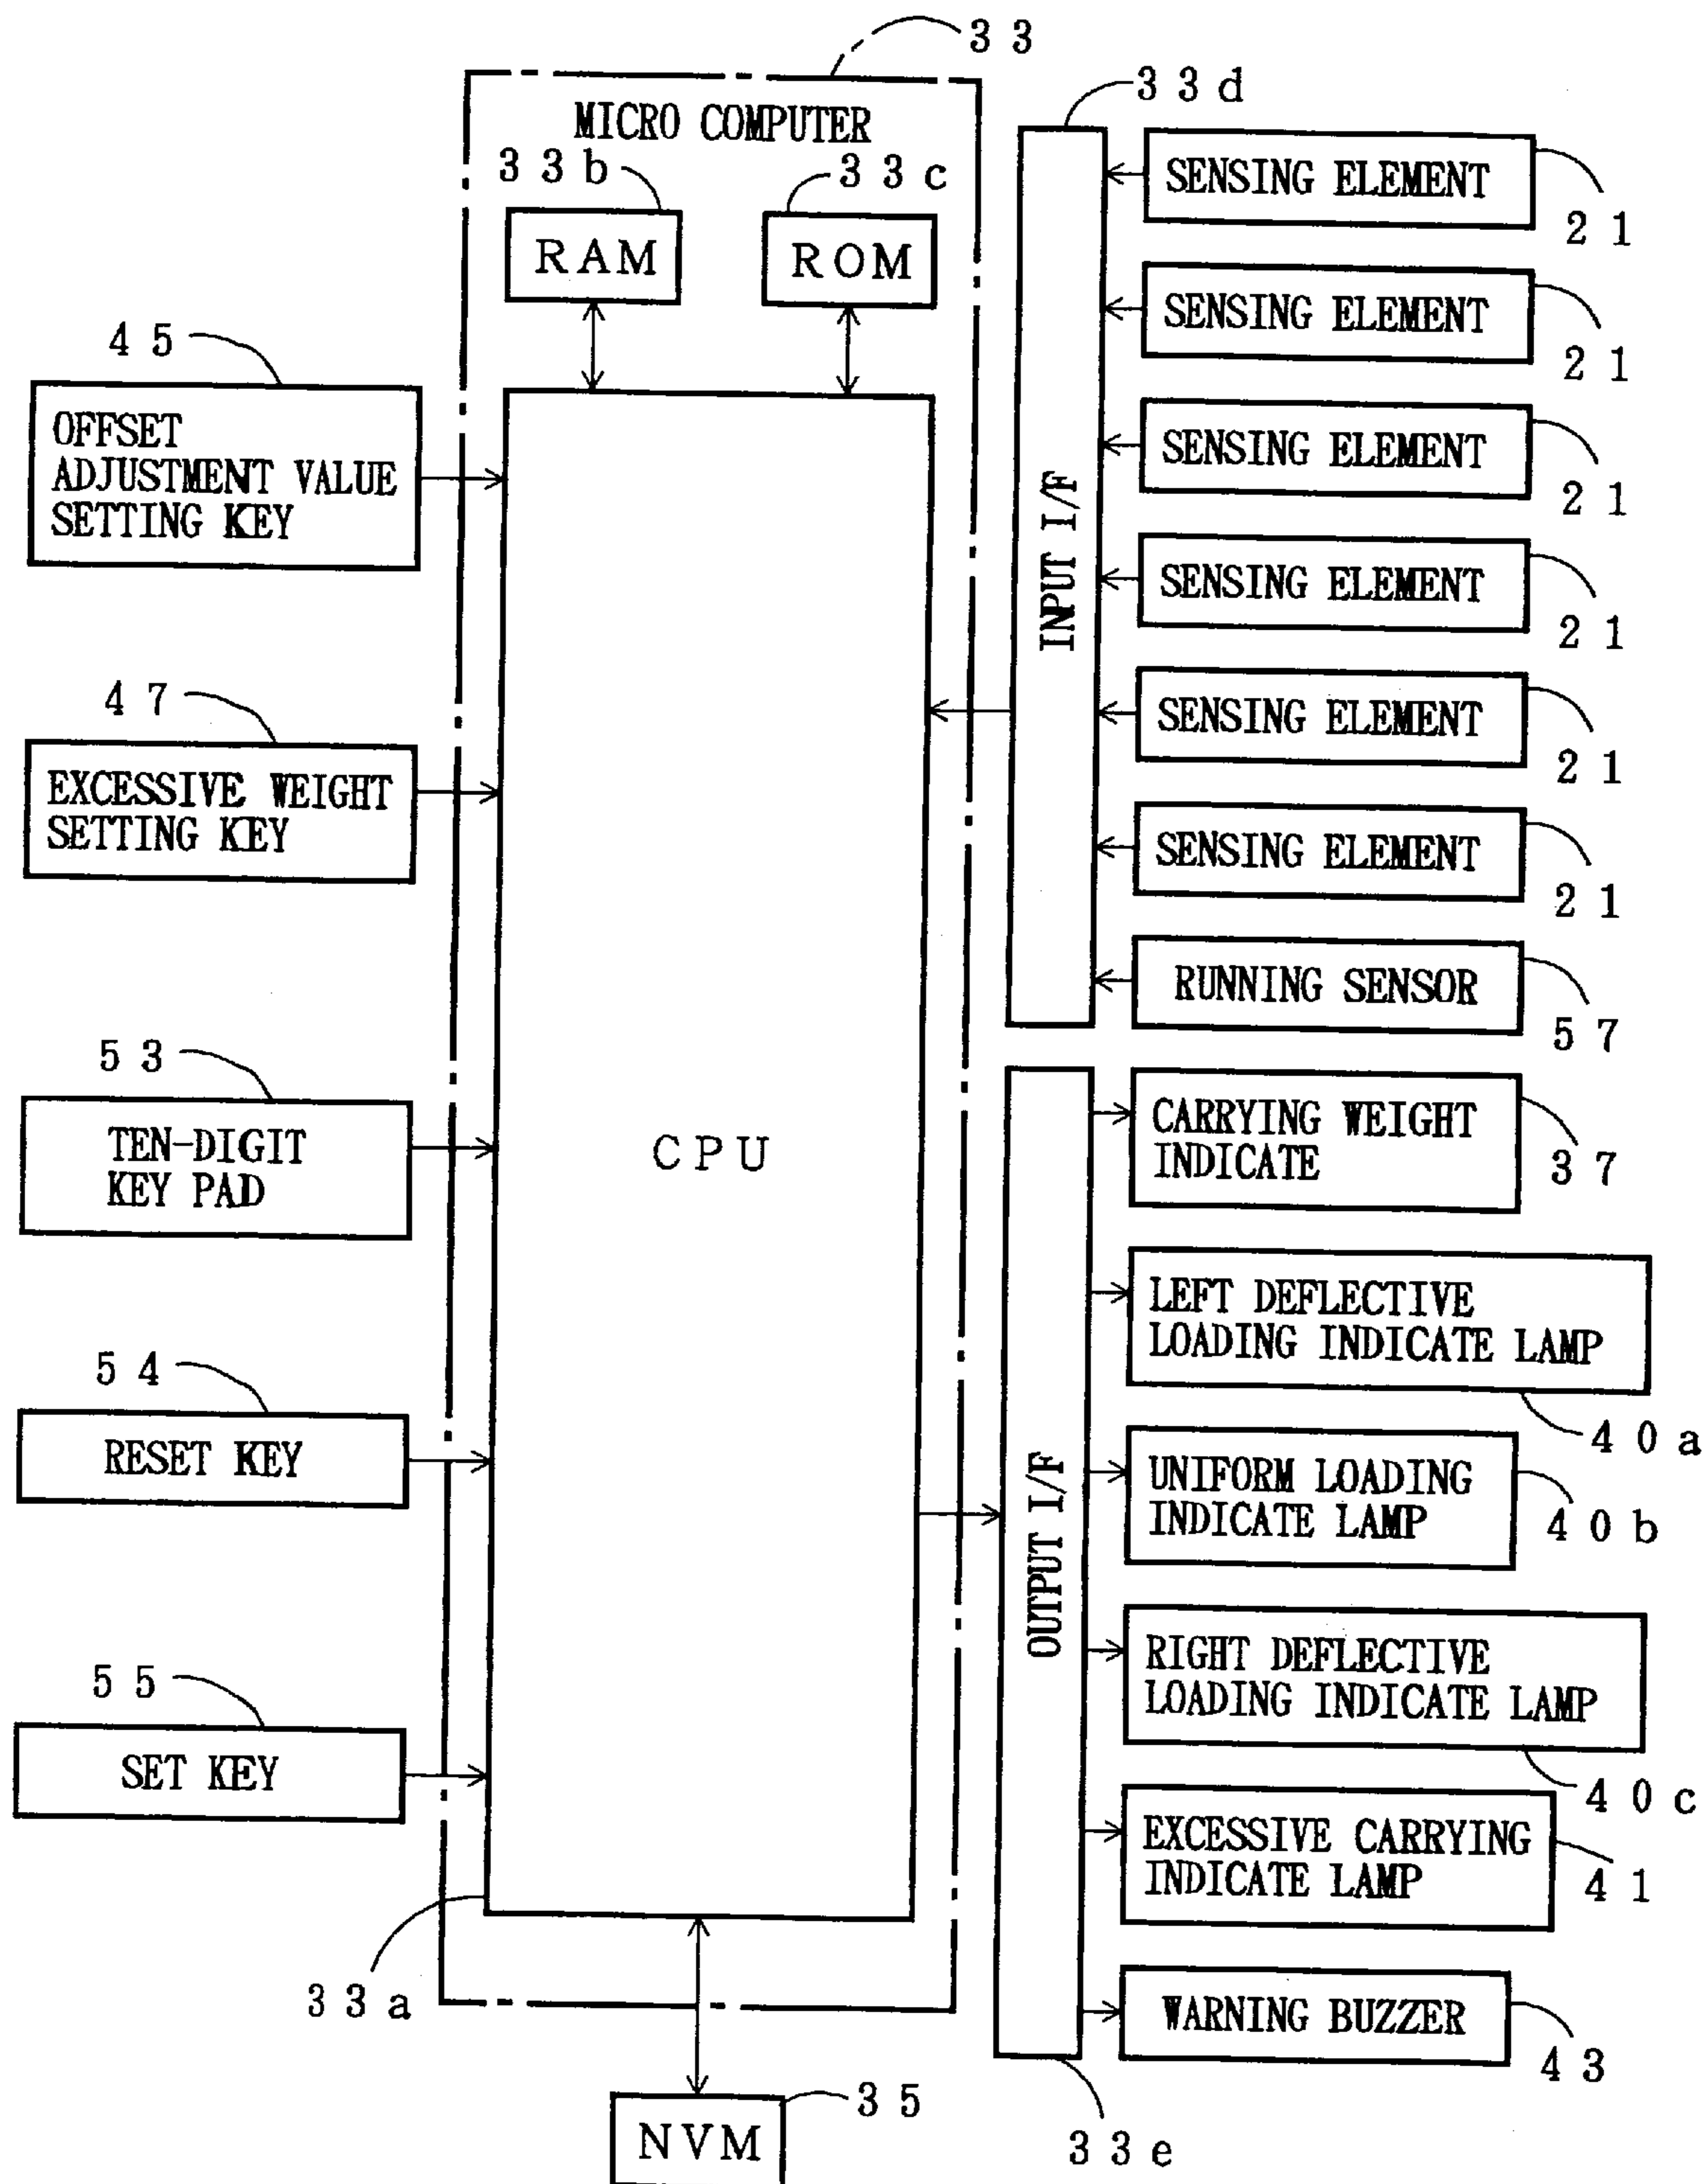 33
MICRO COMPUTER
33b
33c
RAM
ROM
CPU
33a
45
OFFSET
ADJUSTMENT VALUE
SETTING KEY
47
EXCESSIVE WEIGHT
SETTING KEY
53
TEN-DIGIT
KEY PAD
54
RESET KEY
55
SET KEY
NVM
35
33d
INPUT I/F
SENSING ELEMENT
21
SENSING ELEMENT
21
SENSING ELEMENT
21
SENSING ELEMENT
21
SENSING ELEMENT
21
SENSING ELEMENT
21
RUNNING SENSOR
57
OUTPUT I/F
33e
CARRYING WEIGHT
INDICATE
37
LEFT DEFLECTIVE
LOADING INDICATE LAMP
40a
UNIFORM LOADING
INDICATE LAMP
40b
RIGHT DEFLECTIVE
LOADING INDICATE LAMP
40c
EXCESSIVE CARRYING
INDICATE LAMP
41
WARNING BUZZER
43